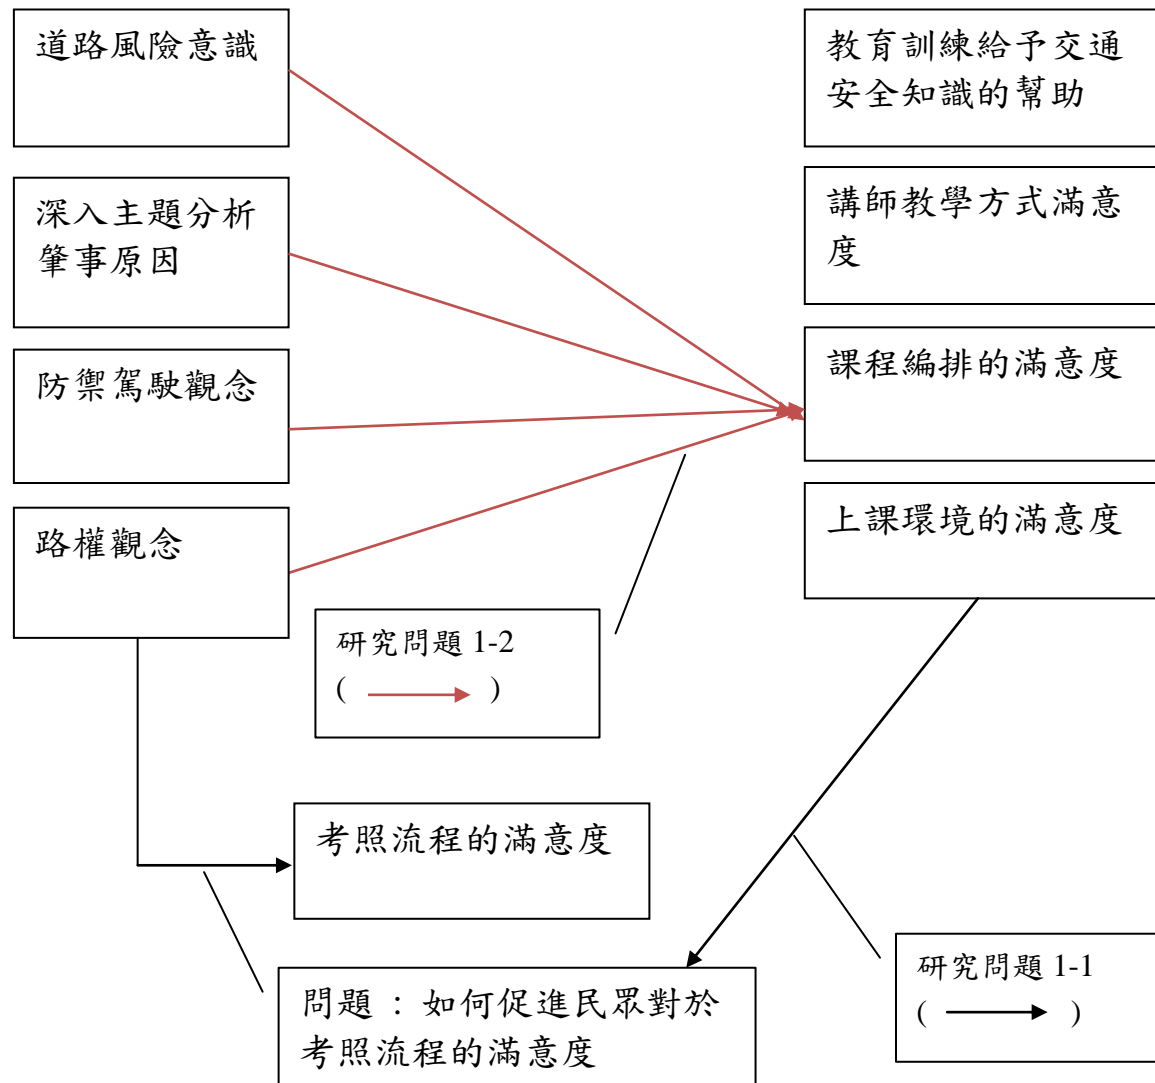 道路風險意識
教育訓練給予交通
安全知識的幫助
深入主題分析
肇事原因
講師教學方式滿意
度
防禦駕駛觀念
課程編排的滿意度
路權觀念
上課環境的滿意度
研究問題 1-2
( )
考照流程的滿意度
研究問題 1-1
( )
問題 : 如何促進民眾對於
考照流程的滿意度